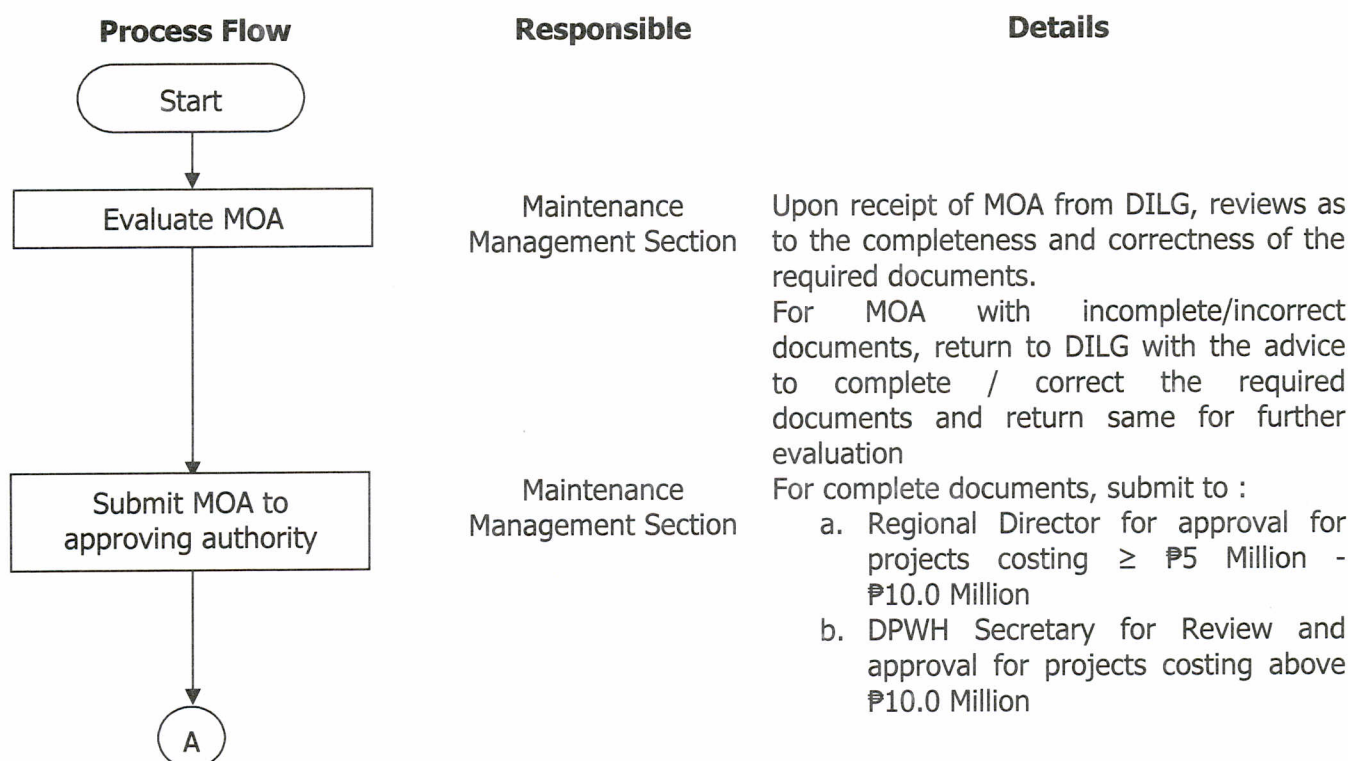 Process Flow
Responsible
Details
Start
Evaluate MOA
Maintenance
Management Section
Upon receipt of MOA from DILG, reviews as
to the completeness and correctness of the
required documents.
For MOA with incomplete/incorrect
documents, return to DILG with the advice
to complete / correct the required
documents and return same for further
evaluation
Submit MOA to
approving authority
Maintenance
Management Section
For complete documents, submit to :
a. Regional Director for approval for
projects costing ≥ ₱5 Million -
₱10.0 Million
b. DPWH Secretary for Review and
approval for projects costing above
₱10.0 Million
A